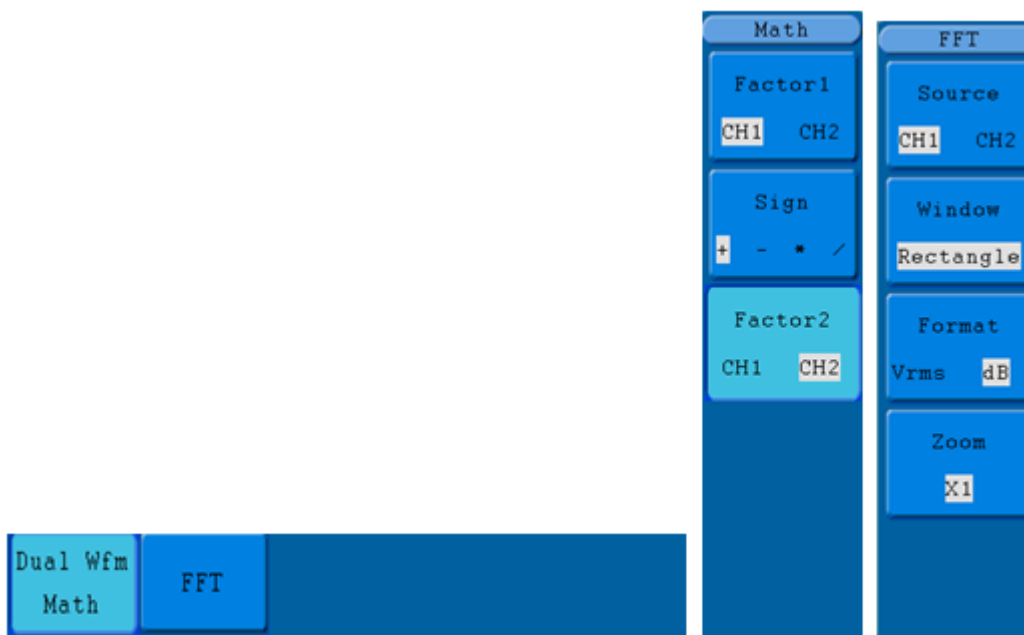 Math
Factor1
CH1 CH2
Sign
+ - * /
Factor2
CH1 CH2
FFT
Source
CH1 CH2
Window
Rectangle
Format
Vrms dB
Zoom
X1
Dual Wfm
Math
FFT